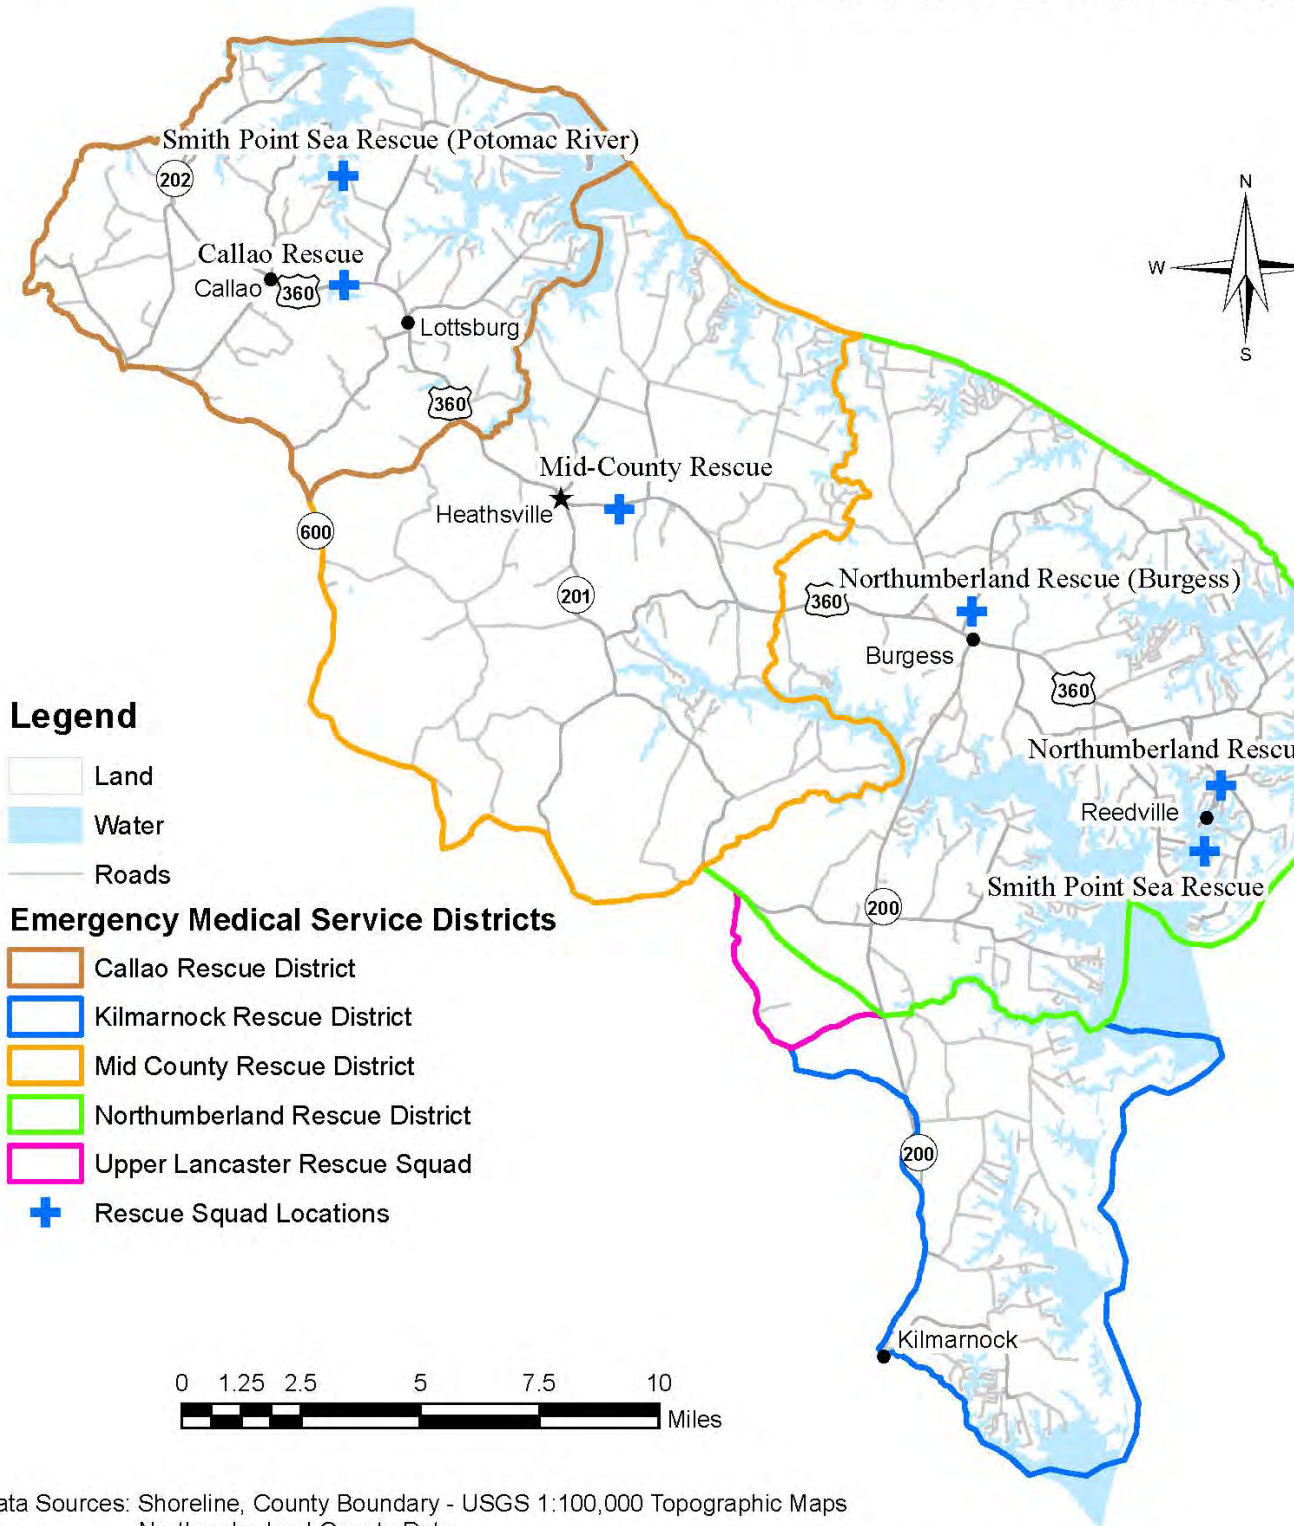 Smith Point Sea Rescue (Potomac River)
202
N
W
S
Callao Rescue
Callao
360
Lottsburg
360
Mid-County Rescue
Heathsville
600
201
Northumberland Rescue (Burgess)
360
Burgess
360
Northumberland Rescu
Reedville
Smith Point Sea Rescue
200
200
Kilmarnock
Legend
Land
Water
Roads
Emergency Medical Service Districts
Callao Rescue District
Kilmarnock Rescue District
Mid County Rescue District
Northumberland Rescue District
Upper Lancaster Rescue Squad
Rescue Squad Locations
0 1.25 2.5 5 7.5 10
Miles
ata Sources: Shoreline, County Boundary - USGS 1:100,000 Topographic Maps